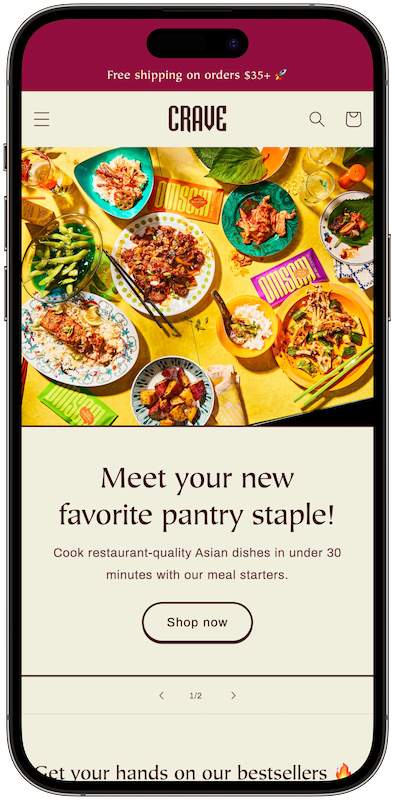 Free shipping on orders $35+ 🚀
CRAVE
omsom
omsom
Meet your new
favorite pantry staple!
Cook restaurant-quality Asian dishes in under 30
minutes with our meal starters.
Shop now
1/2
Get your hands on our bestsellers 🔥